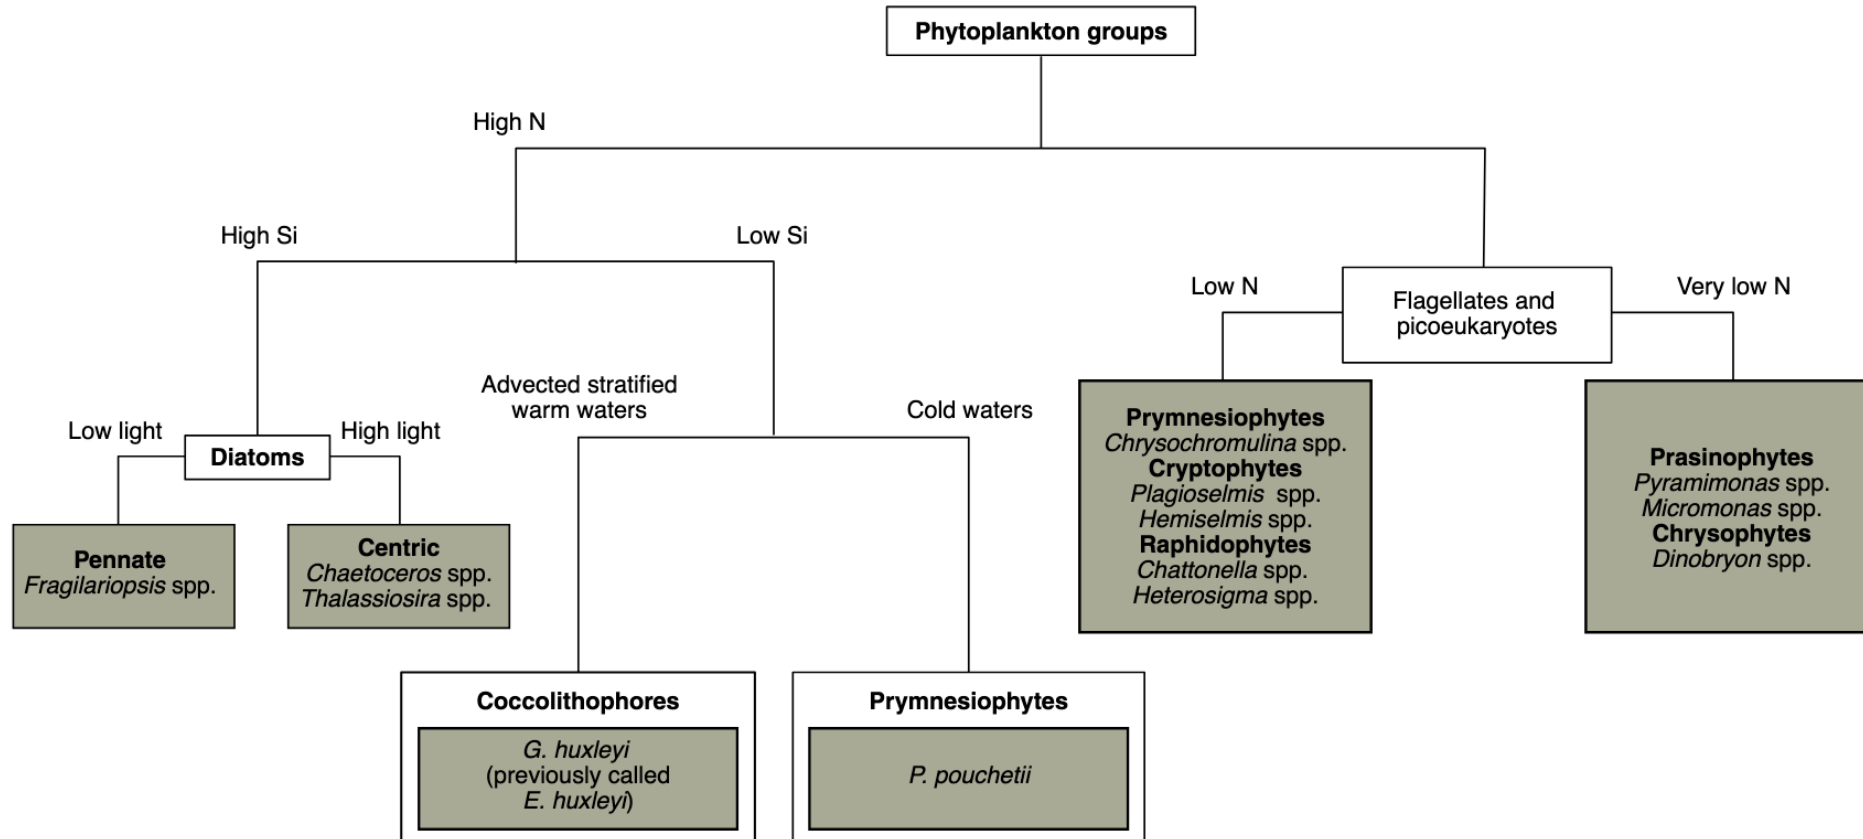 Phytoplankton groups
High N
High Si
Low Si
Low N
Flagellates and
picoeukaryotes
Very low N
Advected stratified
warm waters
Cold waters
Low light
Diatoms
High light
Pennate
Fragilariopsis spp.
Centric
Chaetoceros spp.
Thalassiosira spp.
Prymnesiophytes
Chrysochromulina spp.
Cryptophytes
Plagioselmis spp.
Hemiselmis spp.
Raphidophytes
Chattonella spp.
Heterosigma spp.
Prasinophytes
Pyramimonas spp.
Micromonas spp.
Chrysophytes
Dinobryon spp.
Coccolithophores
G. huxleyi
(previously called
E. huxleyi)
Prymnesiophytes
P. pouchetii